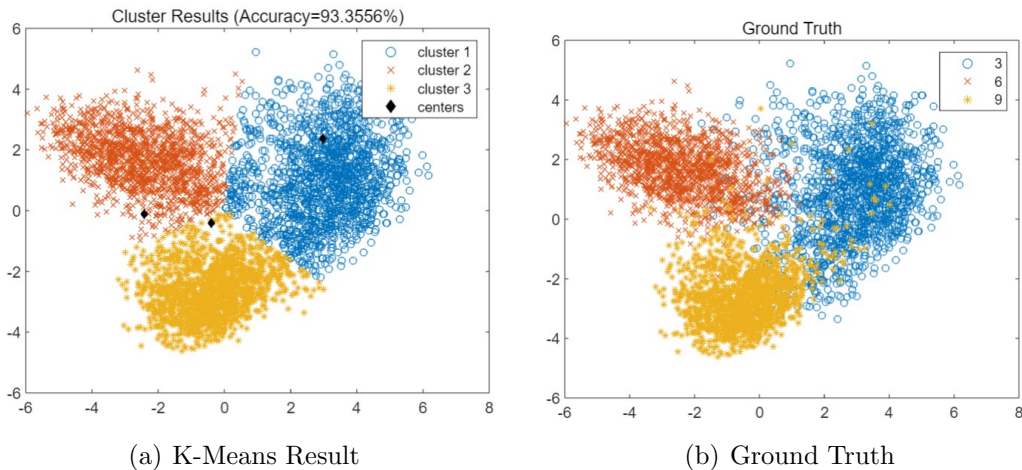 Cluster Results (Accuracy=93.3556%)
6
4
2
0
-2
-4
-6
-6 -4 -2 0 2 4 6 8
cluster 1
cluster 2
cluster 3
centers
(a) K-Means Result
Ground Truth
6
4
2
0
-2
-4
-6
-6 -4 -2 0 2 4 6 8
3
6
9
(b) Ground Truth